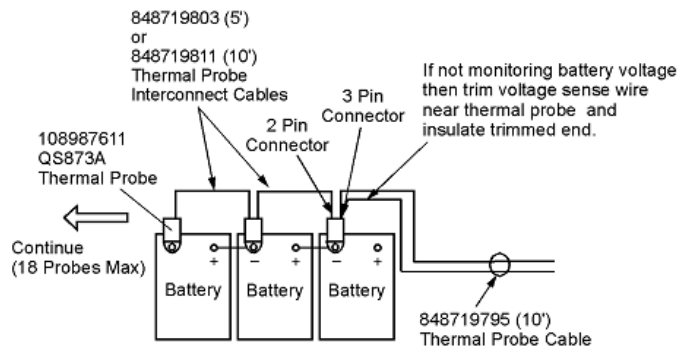 848719803 (5')
or
848719811 (10')
Thermal Probe
Interconnect Cables
If not monitoring battery voltage
then trim voltage sense wire
near thermal probe and
insulate trimmed end.
3 Pin
Connector
2 Pin
Connector
108987611
QS873A
Thermal Probe
Continue
(18 Probes Max)
+ − + − +
Battery Battery Battery
848719795 (10')
Thermal Probe Cable